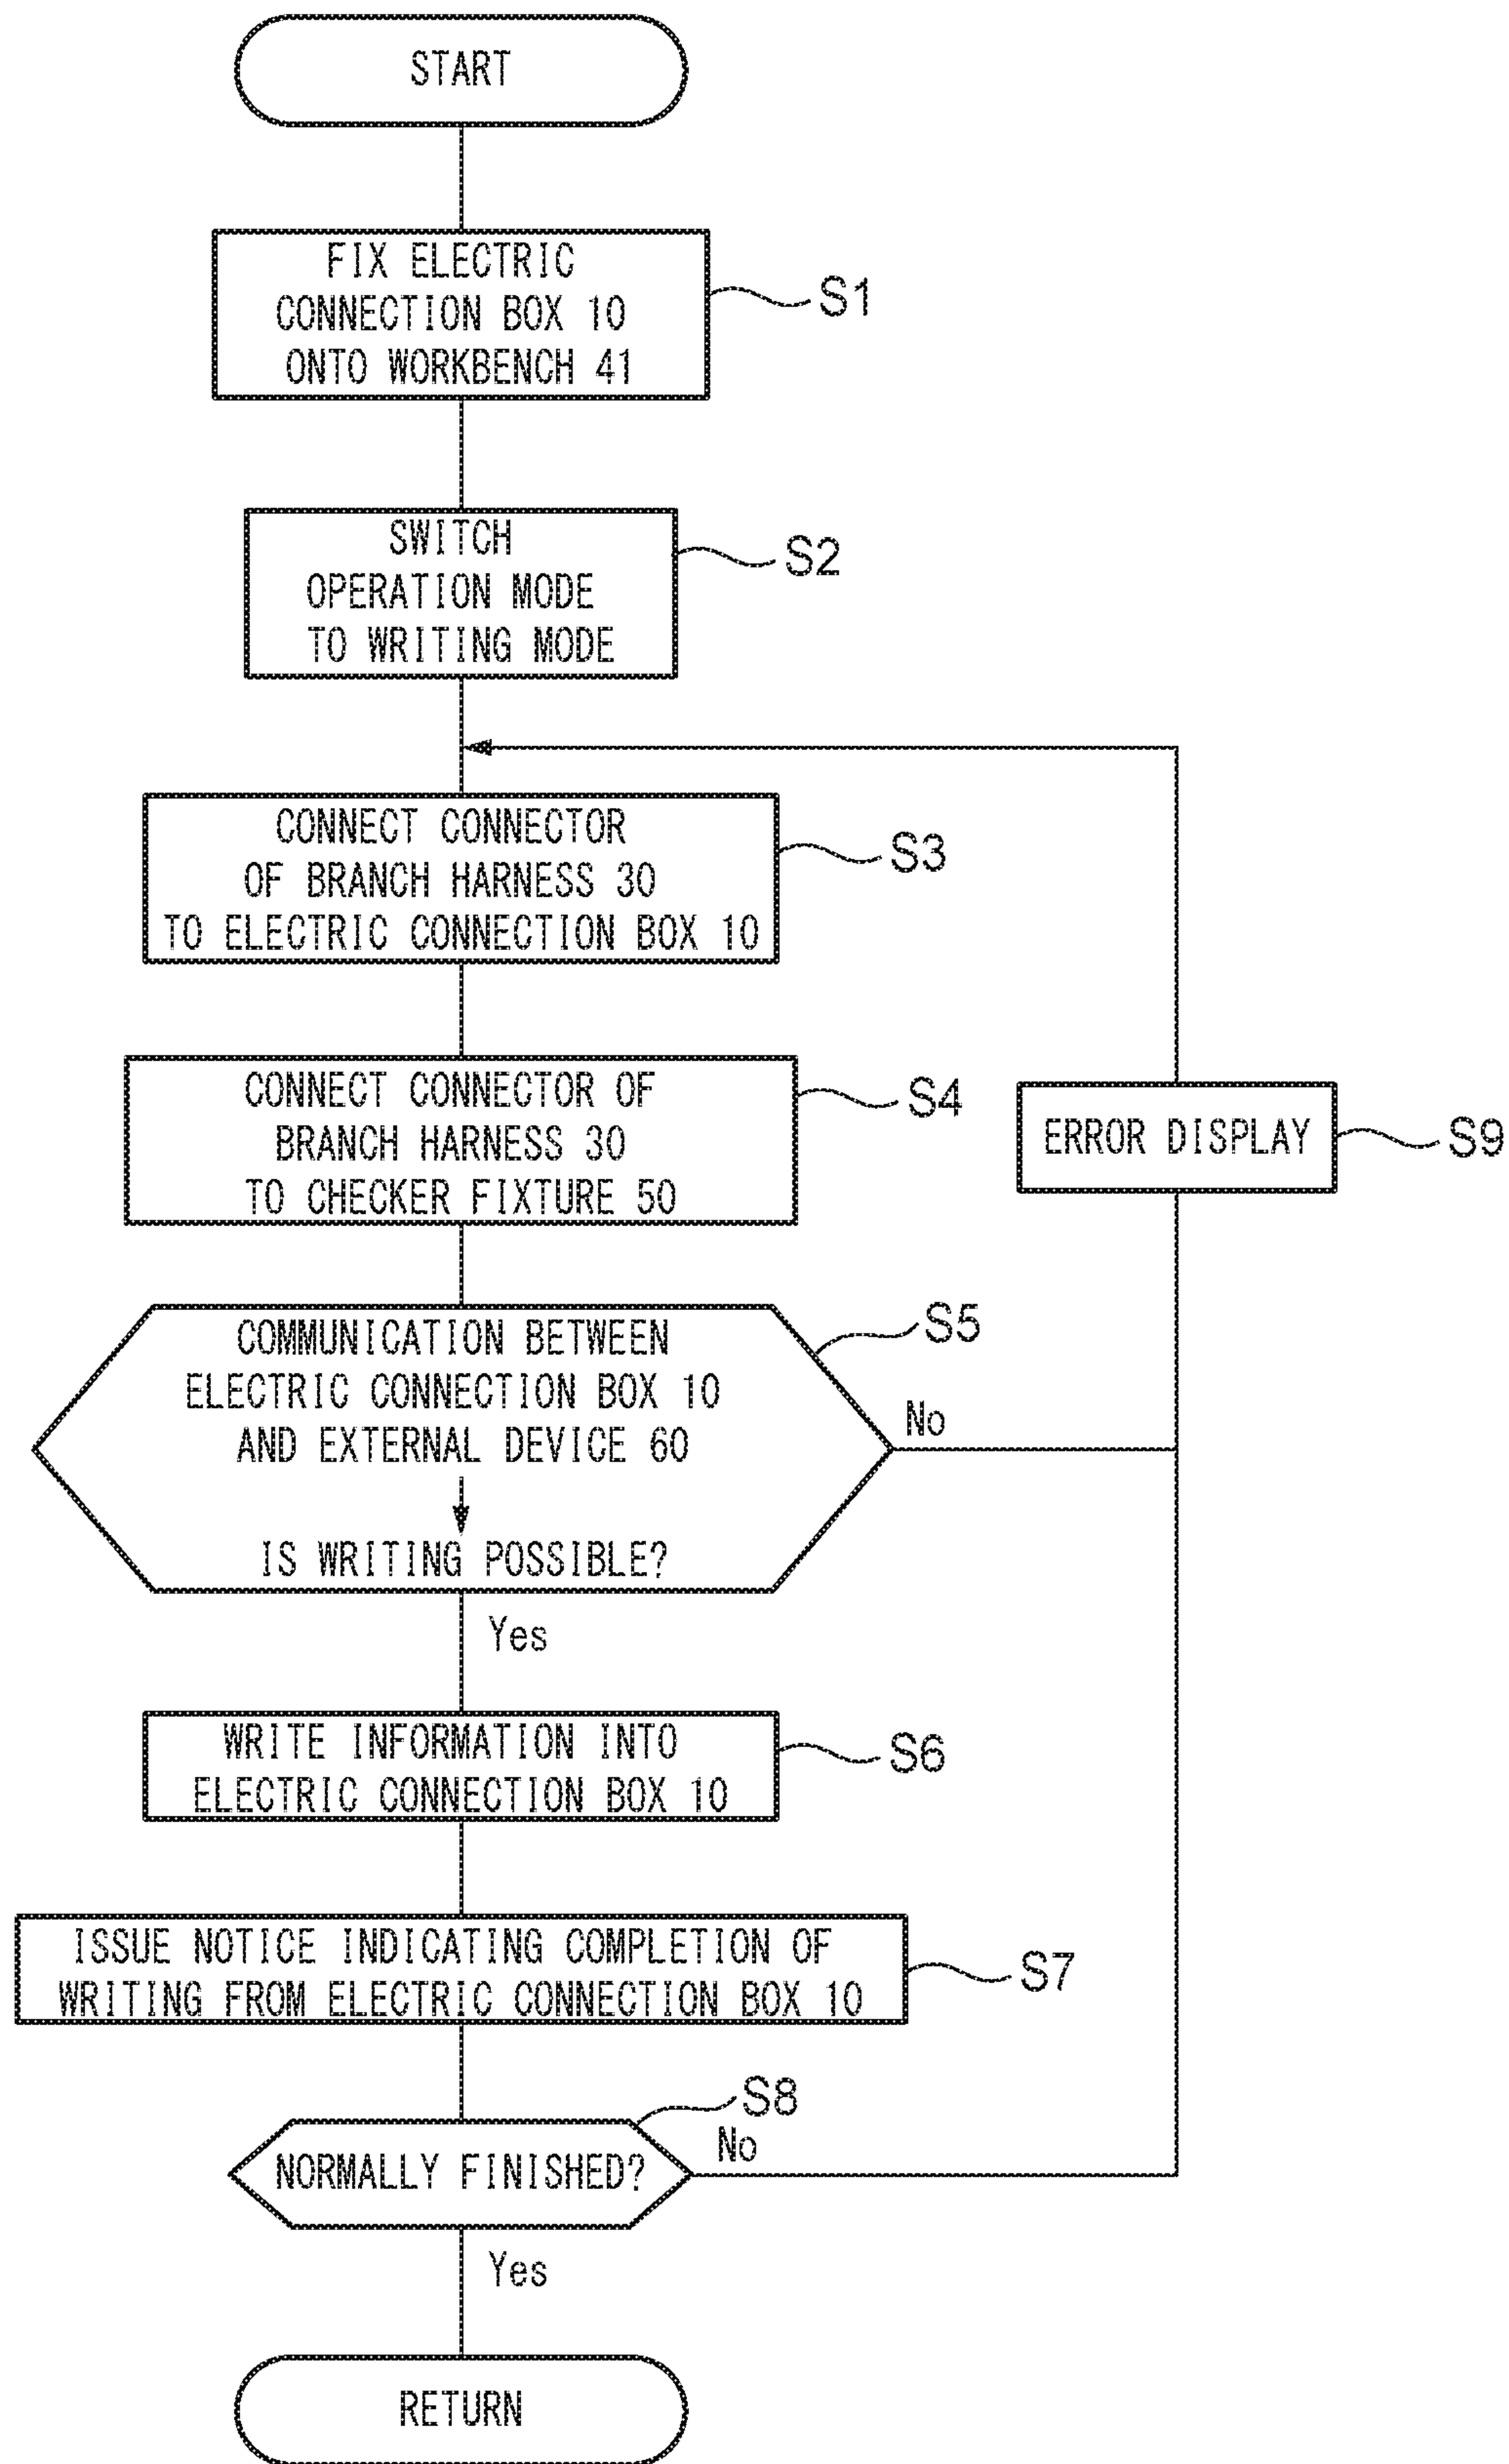 START
FIX ELECTRIC
CONNECTION BOX 10
ONTO WORKBENCH 41
S1
SWITCH
OPERATION MODE
TO WRITING MODE
S2
CONNECT CONNECTOR
OF BRANCH HARNESS 30
TO ELECTRIC CONNECTION BOX 10
S3
CONNECT CONNECTOR OF
BRANCH HARNESS 30
TO CHECKER FIXTURE 50
S4
ERROR DISPLAY
S9
COMMUNICATION BETWEEN
ELECTRIC CONNECTION BOX 10
AND EXTERNAL DEVICE 60
IS WRITING POSSIBLE?
S5
No
Yes
WRITE INFORMATION INTO
ELECTRIC CONNECTION BOX 10
S6
ISSUE NOTICE INDICATING COMPLETION OF
WRITING FROM ELECTRIC CONNECTION BOX 10
S7
NORMALLY FINISHED?
S8
No
Yes
RETURN